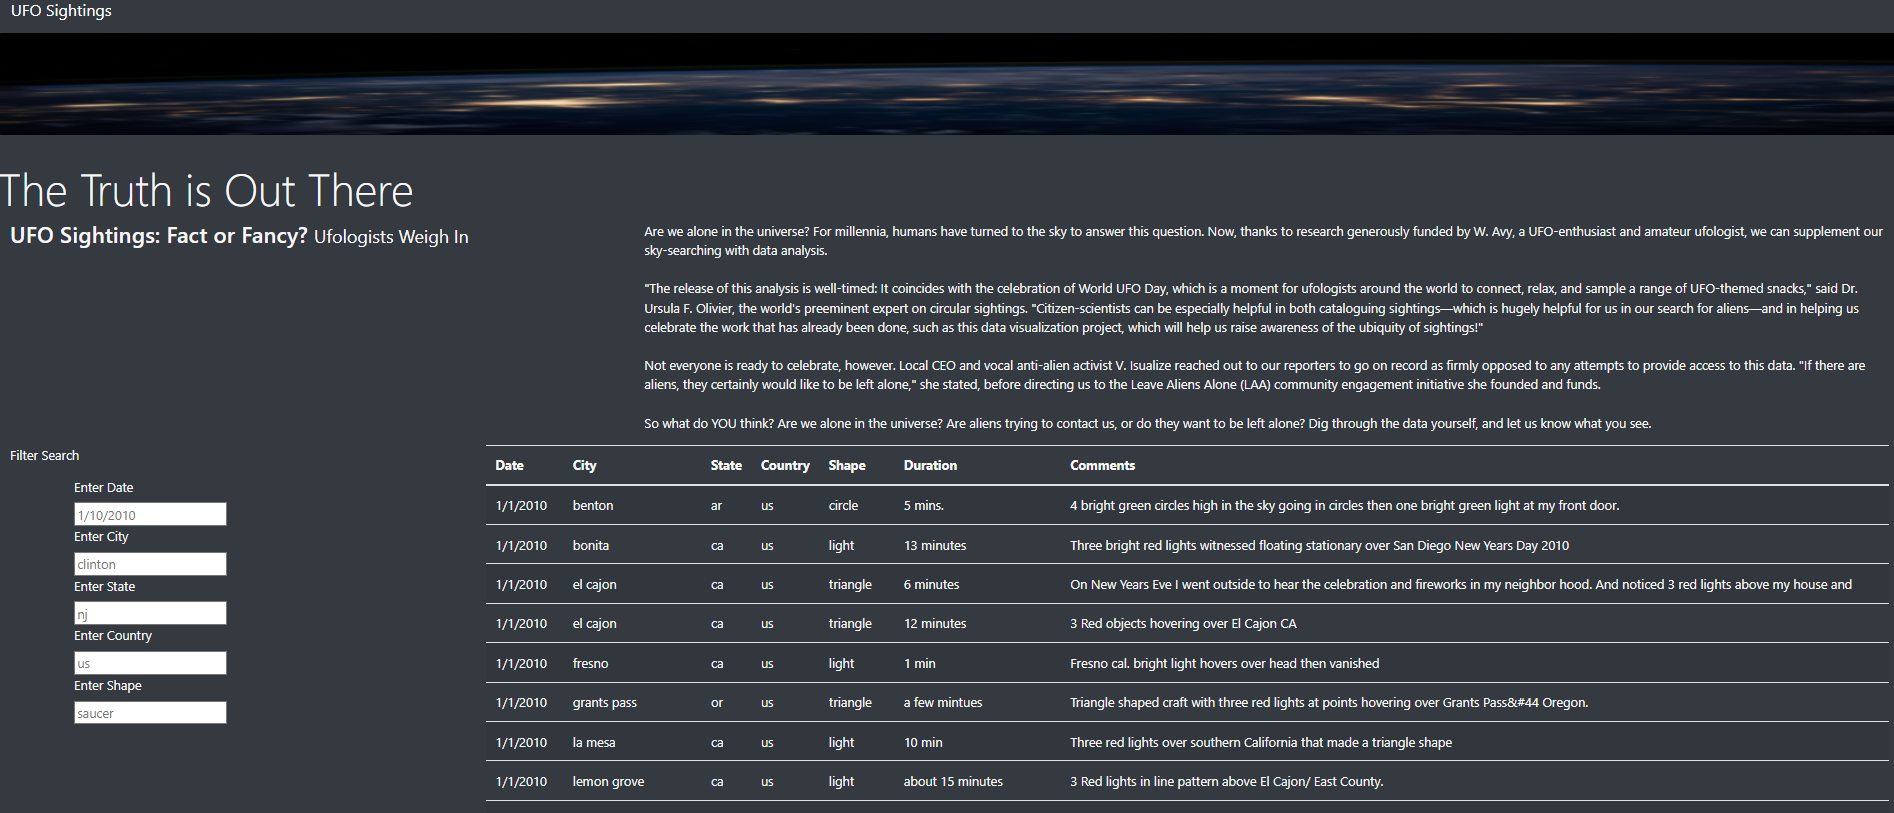 UFO Sightings
The Truth is Out There
UFO Sightings: Fact or Fancy? Ufologists Weigh In
Are we alone in the universe? For millennia, humans have turned to the sky to answer this question. Now, thanks to research generously funded by W. Avy, a UFO-enthusiast and amateur ufologist, we can supplement our
sky-searching with data analysis.
"The release of this analysis is well-timed: It coincides with the celebration of World UFO Day, which is a moment for ufologists around the world to connect, relax, and sample a range of UFO-themed snacks," said Dr.
Ursula F. Olivier, the world's preeminent expert on circular sightings. "Citizen-scientists can be especially helpful in both cataloguing sightings—which is hugely helpful for us in our search for aliens—and in helping us
celebrate the work that has already been done, such as this data visualization project, which will help us raise awareness of the ubiquity of sightings!"
Not everyone is ready to celebrate, however. Local CEO and vocal anti-alien activist V. Isualize reached out to our reporters to go on record as firmly opposed to any attempts to provide access to this data. "If there are
aliens, they certainly would like to be left alone," she stated, before directing us to the Leave Aliens Alone (LAA) community engagement initiative she founded and funds.
So what do YOU think? Are we alone in the universe? Are aliens trying to contact us, or do they want to be left alone? Dig through the data yourself, and let us know what you see.
Filter Search
Enter Date
1/10/2010
Enter City
clinton
Enter State
nj
Enter Country
us
Enter Shape
saucer
Date City State Country Shape Duration Comments
1/1/2010 benton ar us circle 5 mins. 4 bright green circles high in the sky going in circles then one bright green light at my front door.
1/1/2010 bonita ca us light 13 minutes Three bright red lights witnessed floating stationary over San Diego New Years Day 2010
1/1/2010 el cajon ca us triangle 6 minutes On New Years Eve I went outside to hear the celebration and fireworks in my neighbor hood. And noticed 3 red lights above my house and
1/1/2010 el cajon ca us triangle 12 minutes 3 Red objects hovering over El Cajon CA
1/1/2010 fresno ca us light 1 min Fresno cal. bright light hovers over head then vanished
1/1/2010 grants pass or us triangle a few mintues Triangle shaped craft with three red lights at points hovering over Grants Pass&#44 Oregon.
1/1/2010 la mesa ca us light 10 min Three red lights over southern California that made a triangle shape
1/1/2010 lemon grove ca us light about 15 minutes 3 Red lights in line pattern above El Cajon/ East County.